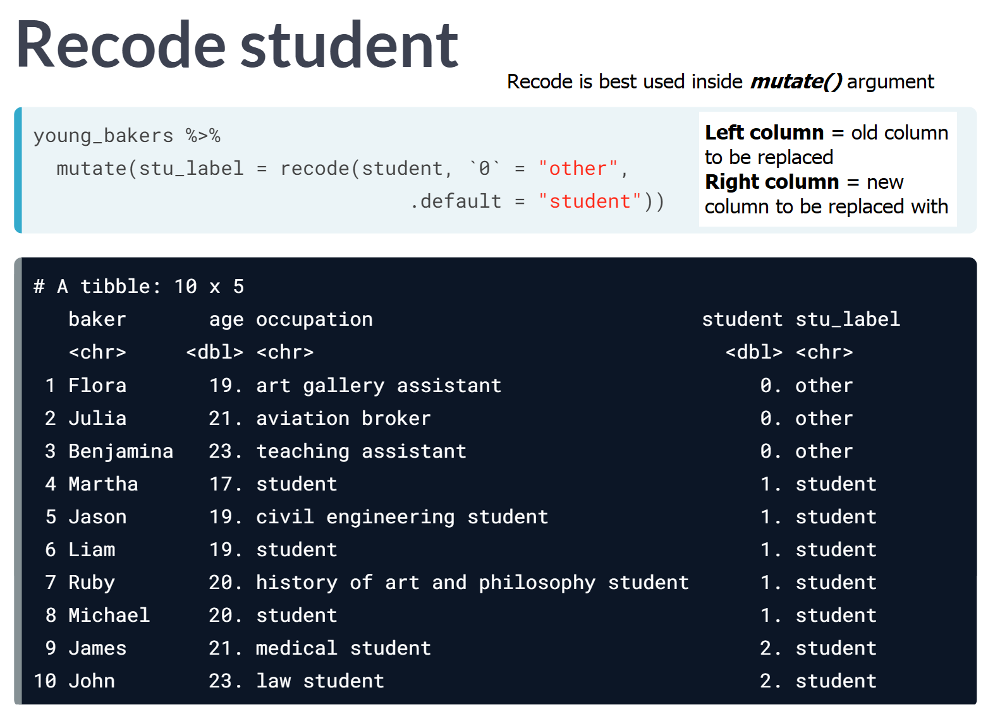 Recode student
Recode is best used inside mutate() argument
young_bakers %>%
  mutate(stu_label = recode(student, `0` = "other",
                                .default = "student"))
Left column = old column
to be replaced
Right column = new
column to be replaced with
# A tibble: 10 x 5
   baker       age occupation                            student stu_label
   <chr>     <dbl> <chr>                                   <dbl> <chr>
 1 Flora       19. art gallery assistant                      0. other
 2 Julia       21. aviation broker                            0. other
 3 Benjamina   23. teaching assistant                         0. other
 4 Martha      17. student                                    1. student
 5 Jason       19. civil engineering student                  1. student
 6 Liam        19. student                                    1. student
 7 Ruby        20. history of art and philosophy student      1. student
 8 Michael     20. student                                    1. student
 9 James       21. medical student                            2. student
10 John        23. law student                                2. student